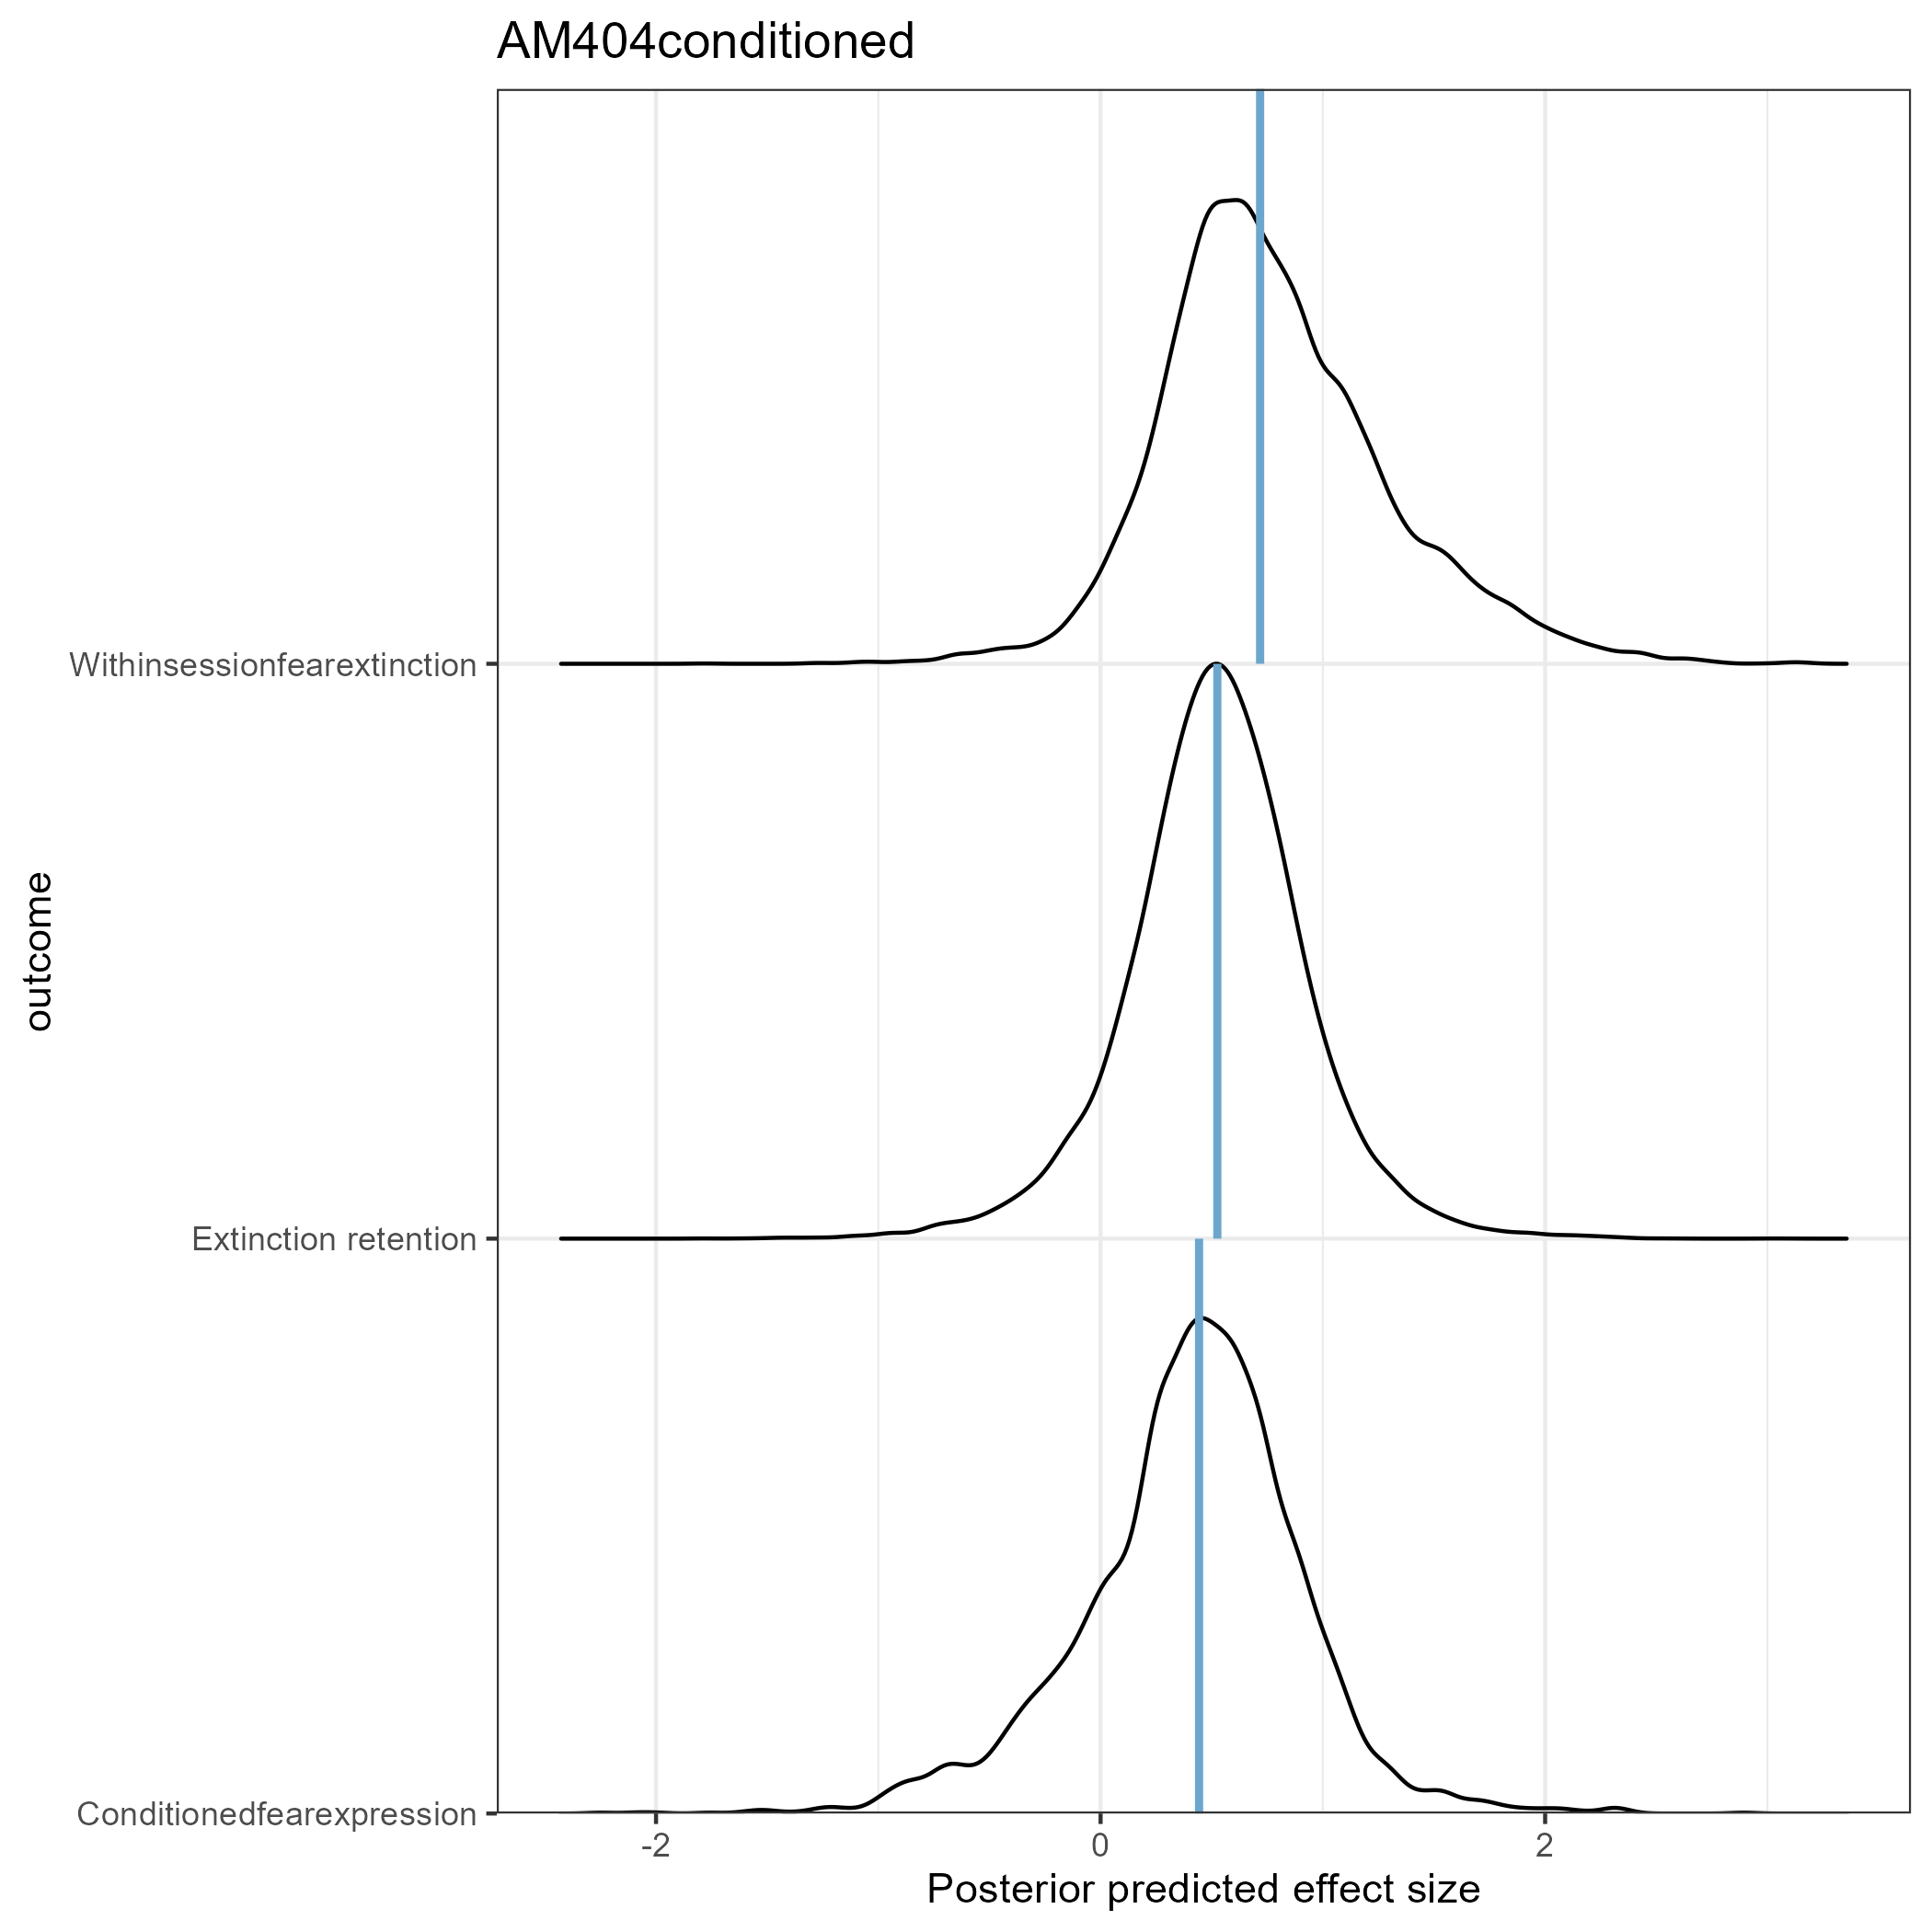 AM404conditioned
outcome
Withinsessionfearextinction
Extinction retention
Conditionedfearexpression
-2 0 2
Posterior predicted effect size